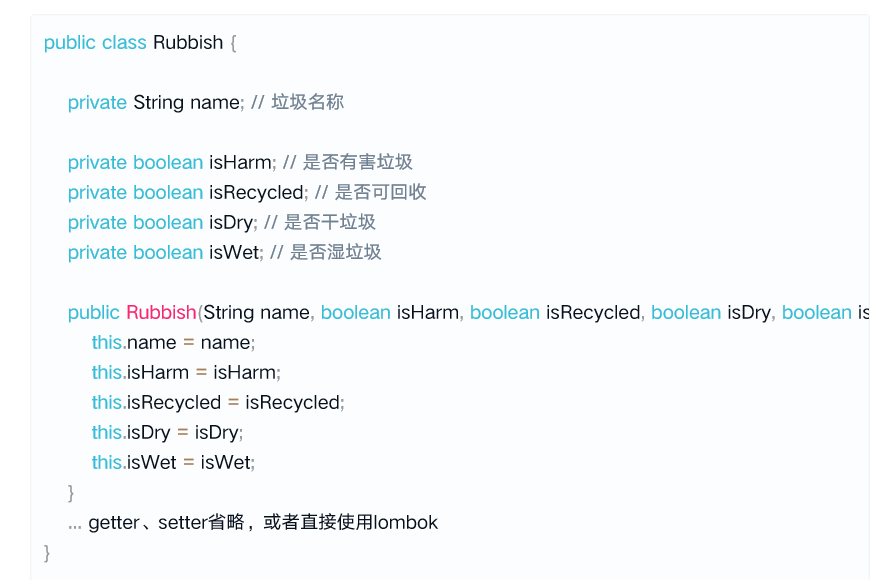 public class Rubbish {
private String name; // 垃圾名称
private boolean isHarm; // 是否有害垃圾
private boolean isRecycled; // 是否可回收
private boolean isDry; // 是否干垃圾
private boolean isWet; // 是否湿垃圾
public Rubbish(String name, boolean isHarm, boolean isRecycled, boolean isDry, boolean is
this.name = name;
this.isHarm = isHarm;
this.isRecycled = isRecycled;
this.isDry = isDry;
this.isWet = isWet;
}
... getter、setter省略，或者直接使用lombok
}